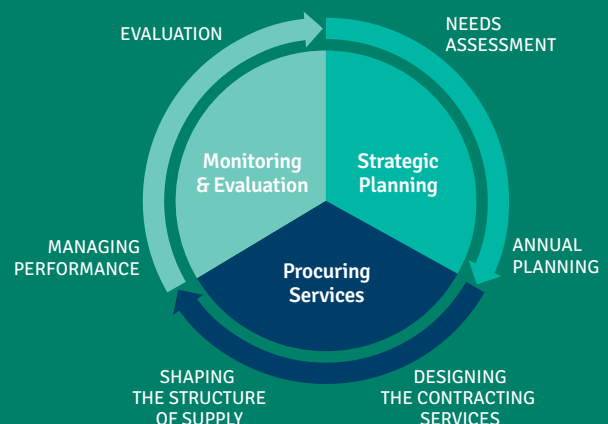 EVALUATION
NEEDS
ASSESSMENT
Monitoring
& Evaluation
Strategic
Planning
Procuring
Services
MANAGING
PERFORMANCE
ANNUAL
PLANNING
SHAPING
THE STRUCTURE
OF SUPPLY
DESIGNING
THE CONTRACTING
SERVICES